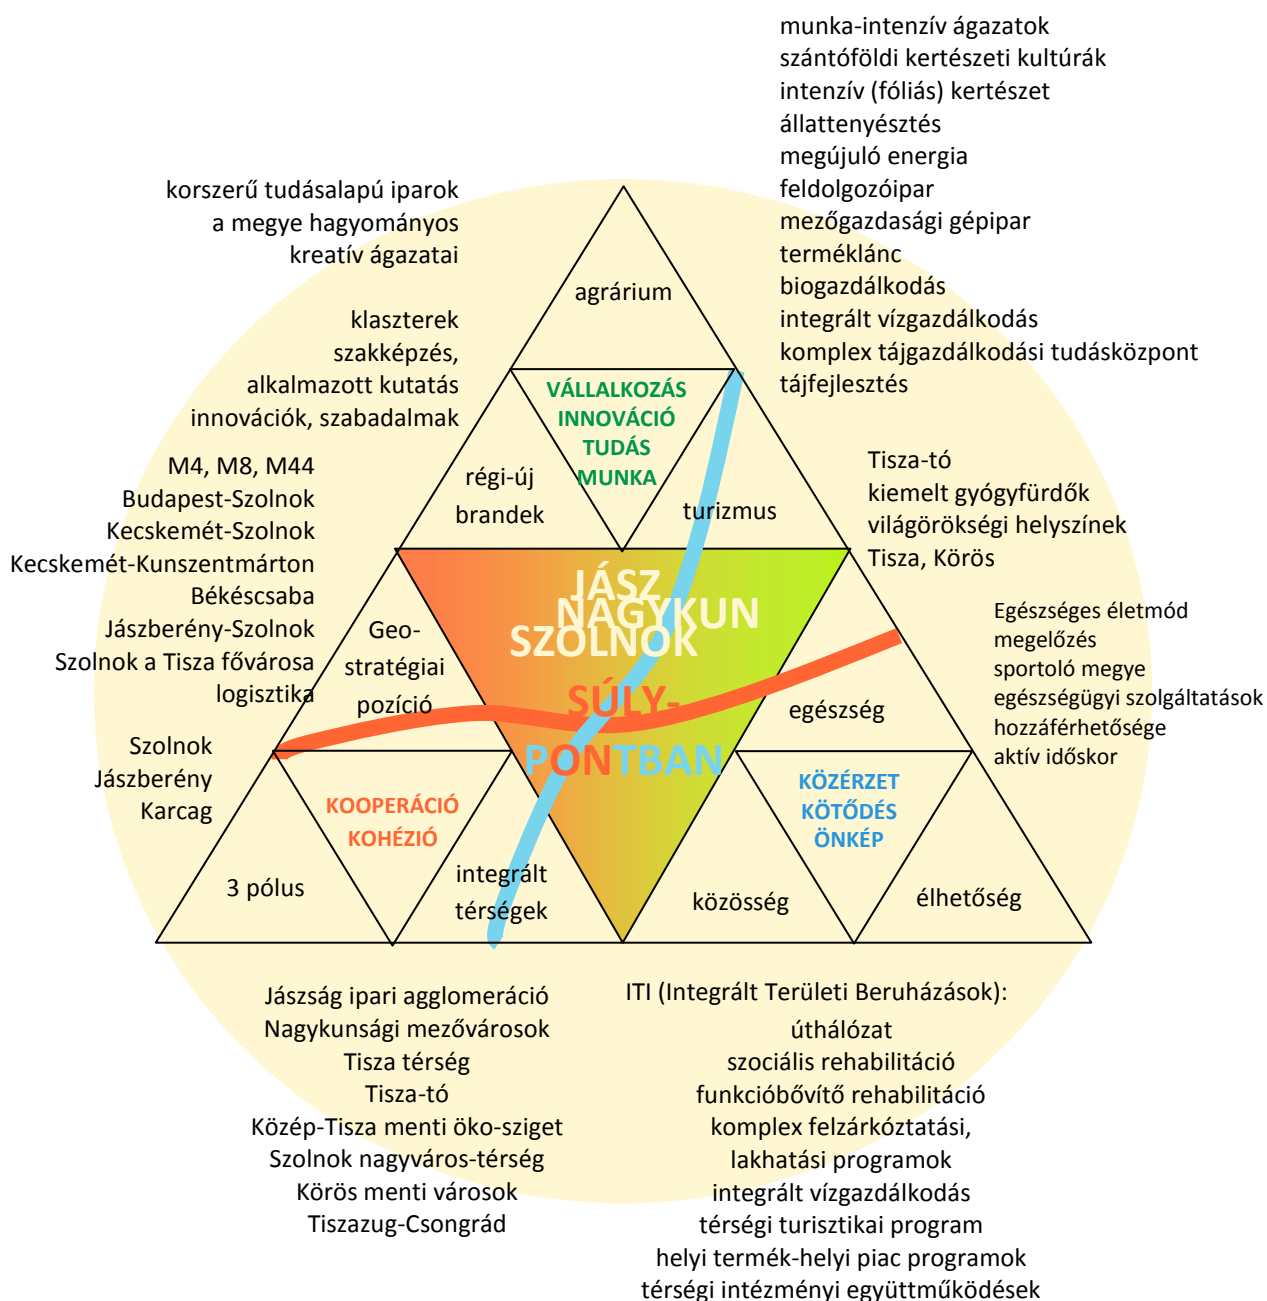 munka-intenzív ágazatok
szántóföldi kertészeti kultúrák
intenzív (fóliás) kertészet
állattenyésztés
megújuló energia
feldolgozóipar
mezőgazdasági gépipar
terméklánc
biogazdálkodás
integrált vízgazdálkodás
komplex tájgazdálkodási tudásközpont
tájfejlesztés
korszerű tudásalapú iparok
a megye hagyományos
kreatív ágazatai
klaszterek
szakképzés,
alkalmazott kutatás
innovációk, szabadalmak
agrárium
VÁLLALKOZÁS
INNOVÁCIÓ
TUDÁS
MUNKA
régi-új
brandek
turizmus
M4, M8, M44
Budapest-Szolnok
Kecskemét-Szolnok
Kecskemét-Kunszentmárton
Békéscsaba
Jászberény-Szolnok
Szolnok a Tisza fővárosa
logisztika
Tisza-tó
kiemelt gyógyfürdők
világörökségi helyszínek
Tisza, Körös
JÁSZ
NAGYKUN
SZOLNOK
SÚLY-
PONTBAN
Geo-
stratégiai
pozíció
Egészséges életmód
megelőzés
sportoló megye
egészségügyi szolgáltatások
hozzáférhetősége
aktív időskor
egészség
Szolnok
Jászberény
Karcag
KOOPERÁCIÓ
KOHÉZIÓ
KÖZÉRZET
KÖTŐDÉS
ÖNKÉP
3 pólus
integrált
térségek
közösség
élhetőség
Jászság ipari agglomeráció
Nagykunsági mezővárosok
Tisza térség
Tisza-tó
Közép-Tisza menti öko-sziget
Szolnok nagyváros-térség
Körös menti városok
Tiszazug-Csongrád
ITI (Integrált Területi Beruházások):
úthálózat
szociális rehabilitáció
funkcióbővítő rehabilitáció
komplex felzárkóztatási,
lakhatási programok
integrált vízgazdálkodás
térségi turisztikai program
helyi termék-helyi piac programok
térségi intézményi együttműködések